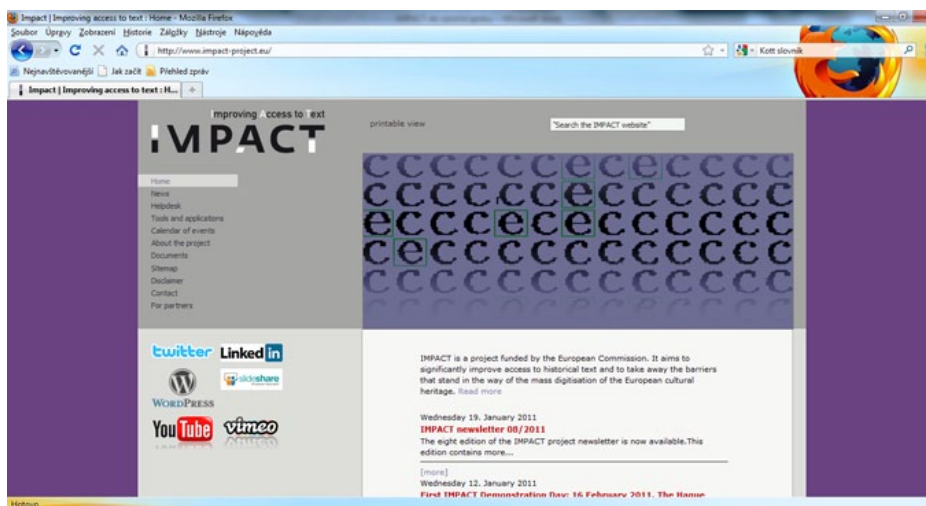 Impact | Improving access to text : Home - Mozilla Firefox
Soubor Úpravy Zobrazení Historie Záložky Nástroje Nápověda
http://www.impact-project.eu/
Kott slovník
Nejnavštěvovanější Jak začít Přehled zpráv
Impact | Improving access to text : H...
Improving Access to Text
IMPACT
printable view
"Search the IMPACT website"
Home
News
Helpdesk
Tools and applications
Calendar of events
About the project
Documents
Sitemap
Disclaimer
Contact
For partners
c c c c c c e c e c c c c
c c c c c c e c c c c c c
e c c c e c e c c c c c c
c e c c c c c c c c c c c
c c c c c c c c c c c c c
twitter LinkedIn
WordPress
slideshare
YouTube vimeo
IMPACT is a project funded by the European Commission. It aims to
significantly improve access to historical text and to take away the barriers
that stand in the way of the mass digitisation of the European cultural
heritage. Read more
Wednesday 19. January 2011
IMPACT newsletter 08/2011
The eight edition of the IMPACT project newsletter is now available.This
edition contains more...
[more]
Wednesday 12. January 2011
First IMPACT Demonstration Day: 16 February 2011, The Hague
Hotovo